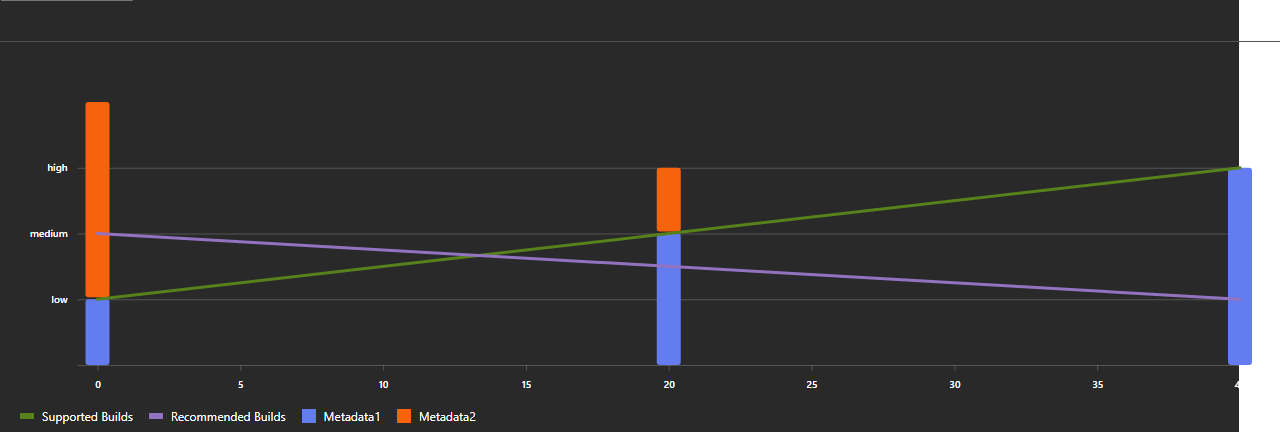 high
medium
low
0 5 10 15 20 25 30 35
Supported Builds Recommended Builds Metadata1 Metadata2